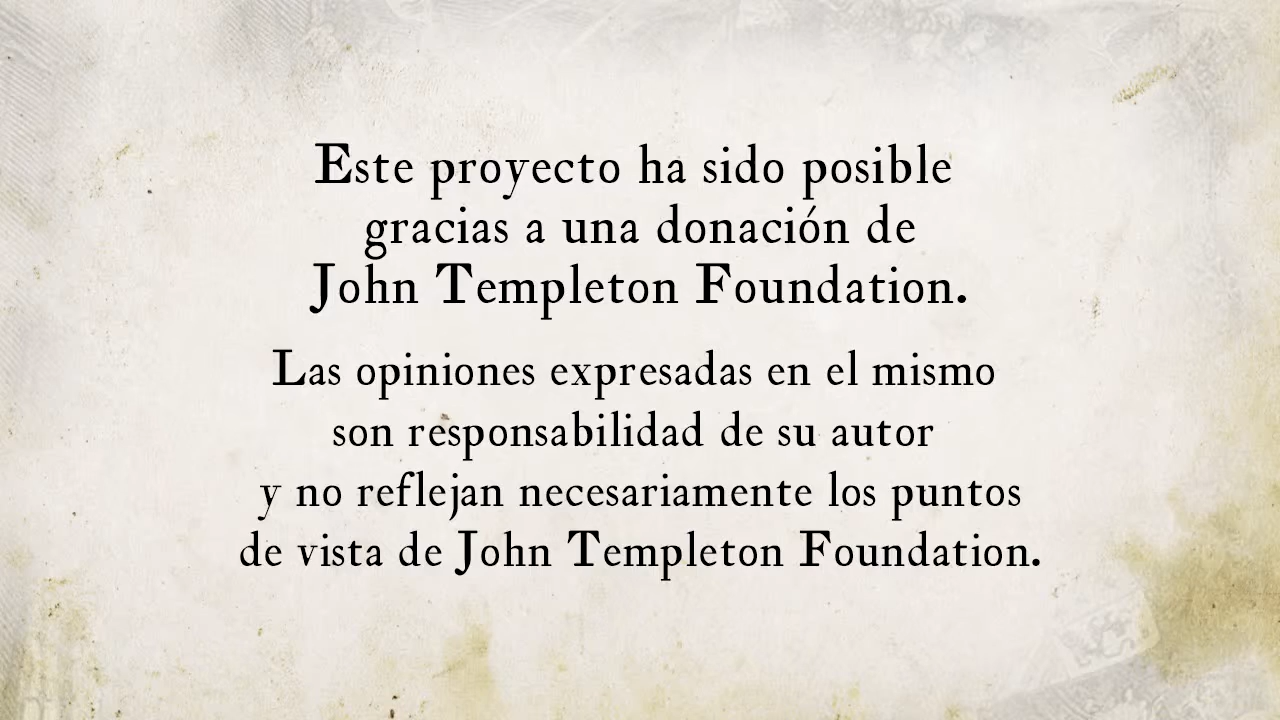 Este proyecto ha sido posible
gracias a una donación de
John Templeton Foundation.
Las opiniones expresadas en el mismo
son responsabilidad de su autor
y no reflejan necesariamente los puntos
de vista de John Templeton Foundation.